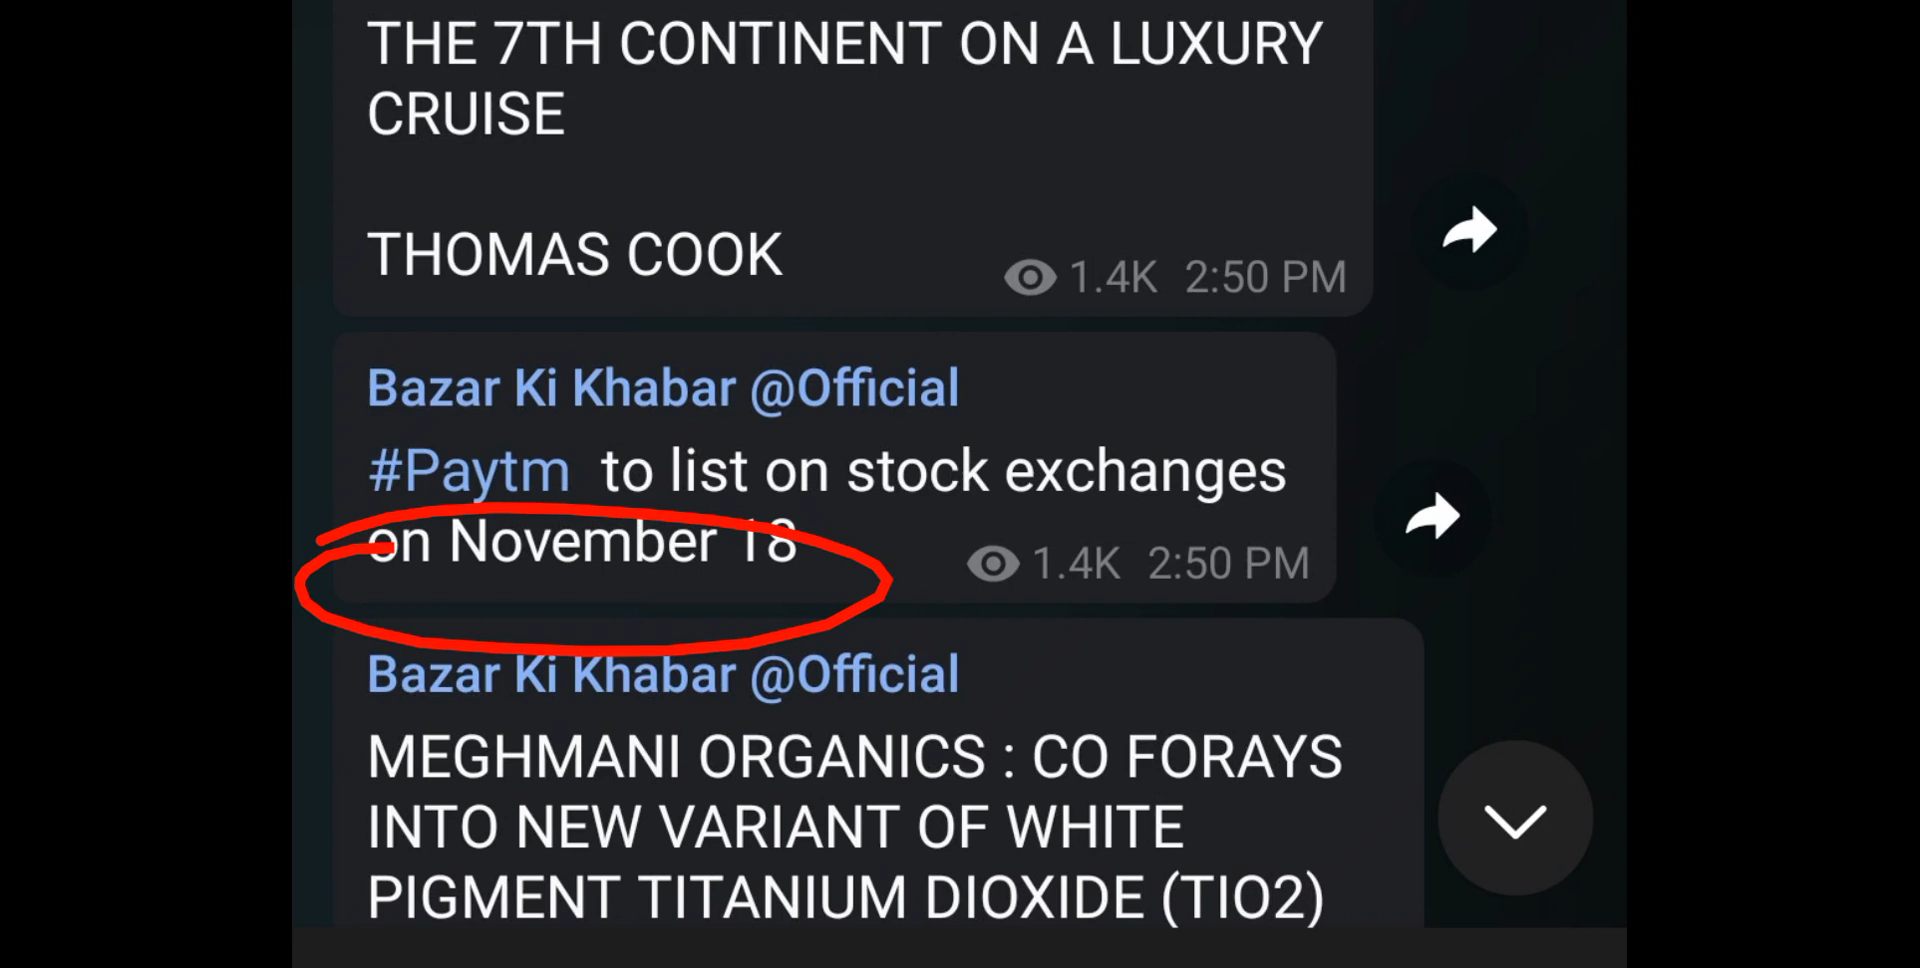 THE 7TH CONTINENT ON A LUXURY
CRUISE
THOMAS COOK
1.4K 2:50 PM
Bazar Ki Khabar @Official
#Paytm to list on stock exchanges
on November 18
1.4K 2:50 PM
Bazar Ki Khabar @Official
MEGHMANI ORGANICS : CO FORAYS
INTO NEW VARIANT OF WHITE
PIGMENT TITANIUM DIOXIDE (TIO2)